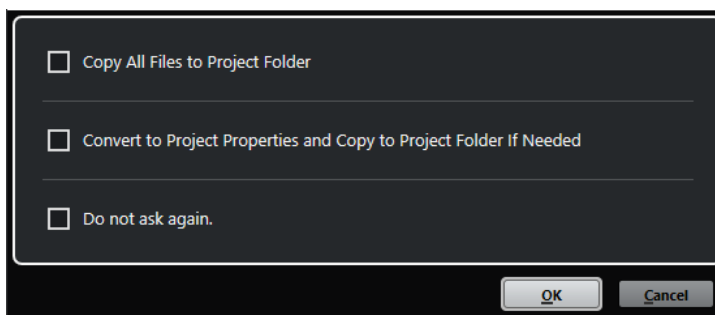 Copy All Files to Project Folder
Convert to Project Properties and Copy to Project Folder If Needed
Do not ask again.
OK Cancel